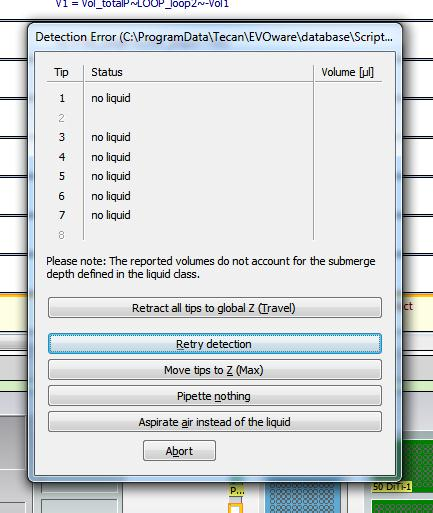 V1 = Vol_totalP~LOOP_loop2~-Vol1
Detection Error (C:\ProgramData\Tecan\EVOware\database\Script...
Tip Status Volume [µl]
1 no liquid
2
3 no liquid
4 no liquid
5 no liquid
6 no liquid
7 no liquid
8
Please note: The reported volumes do not account for the submerge
depth defined in the liquid class.
Retract all tips to global Z (Travel)
Retry detection
Move tips to Z (Max)
Pipette nothing
Aspirate air instead of the liquid
Abort
P...
50 DiTi-1